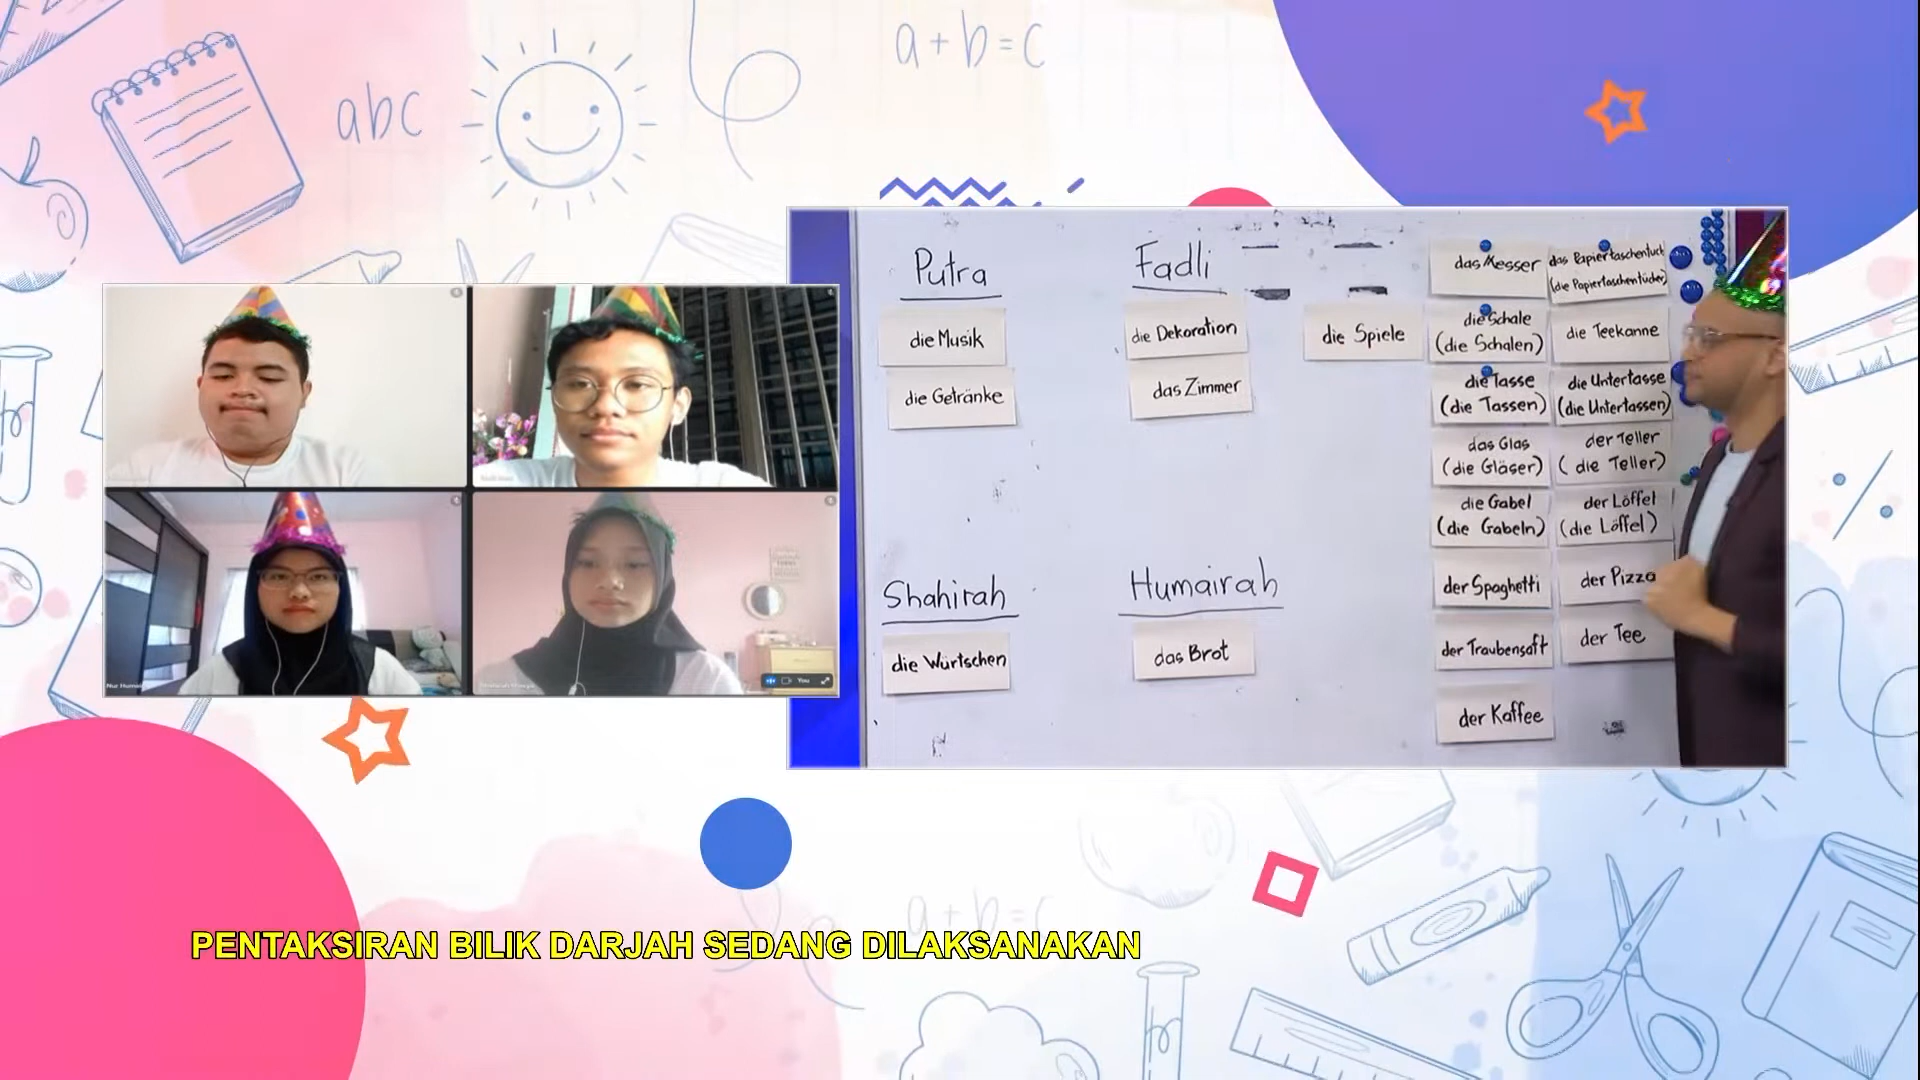 abc
a + b = c
Putra
die Musik
die Getränke
Fadli
die Dekoration
das Zimmer
die Spiele
Shahirah
die Würtschen
Humairah
das Brot
das Messer
die Schale
(die Schalen)
die Tasse
(die Tassen)
das Glas
(die Gläser)
die Gabel
(die Gabeln)
der Spaghetti
der Traubensaft
der Kaffee
das Papiertaschentuch
(die Papiertaschentücher)
die Teekanne
die Untertasse
(die Untertassen)
der Teller
(die Teller)
der Löffel
(die Löffel)
der Pizza
der Tee
You
a + b = c
PENTAKSIRAN BILIK DARJAH SEDANG DILAKSANAKAN